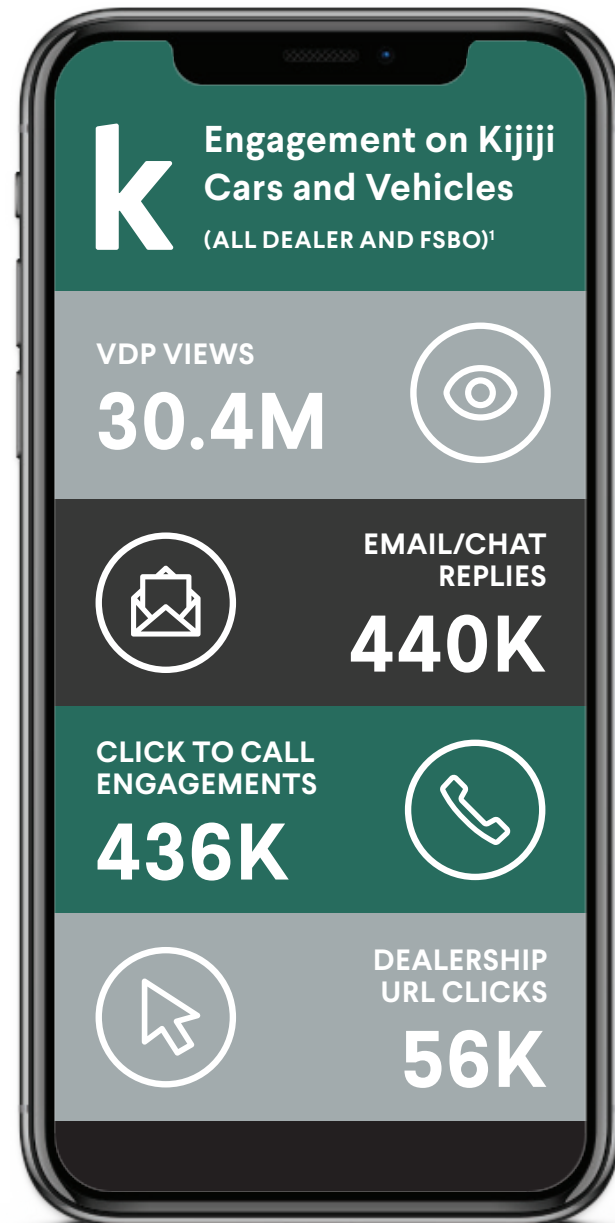 k
Engagement on Kijiji
Cars and Vehicles
(ALL DEALER AND FSBO)¹
VDP VIEWS
30.4M
EMAIL/CHAT
REPLIES
440K
CLICK TO CALL
ENGAGEMENTS
436K
DEALERSHIP
URL CLICKS
56K